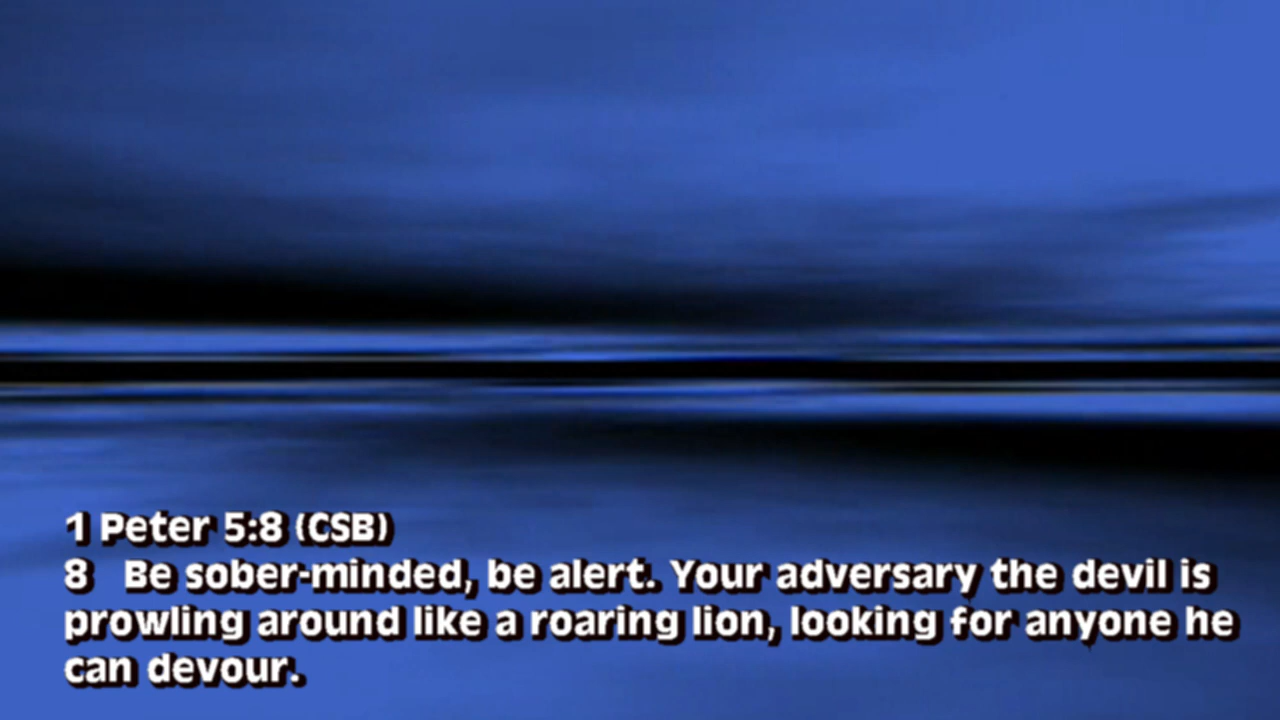 1 Peter 5:8 (CSB)
8 Be sober-minded, be alert. Your adversary the devil is
prowling around like a roaring lion, looking for anyone he
can devour.